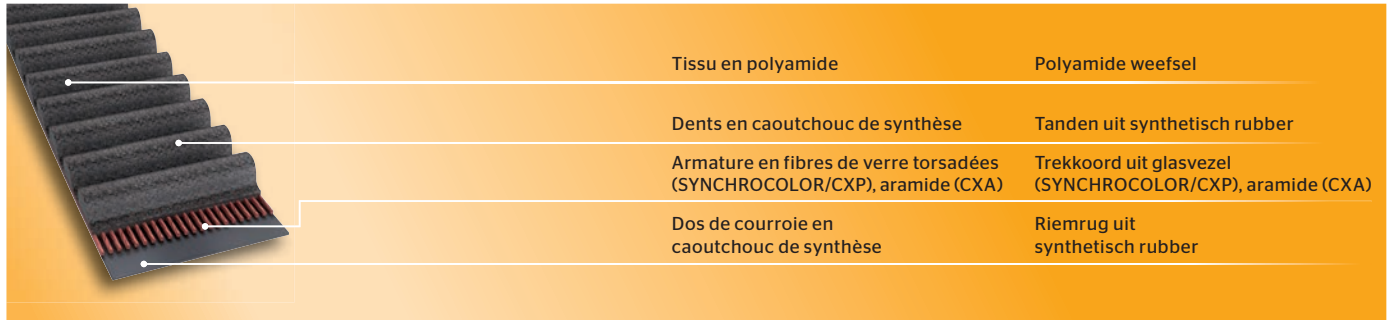 Tissu en polyamide
Polyamide weefsel
Dents en caoutchouc de synthèse
Tanden uit synthetisch rubber
Armature en fibres de verre torsadées
(SYNCHROCOLOR/CXP), aramide (CXA)
Trekkoord uit glasvezel
(SYNCHROCOLOR/CXP), aramide (CXA)
Dos de courroie en
caoutchouc de synthèse
Riemrug uit
synthetisch rubber